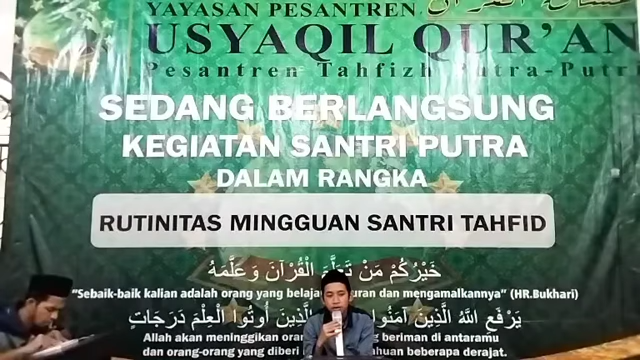 YAYASAN PESANTREN
USYAQIL QUR'AN
Pesantren Tahfizh Putra-Putri
SEDANG BERLANGSUNG
KEGIATAN SANTRI PUTRA
DALAM RANGKA
RUTINITAS MINGGUAN SANTRI TAHFID
خَيْرُكُمْ مَنْ تَعَلَّمَ الْقُرْآنَ وَعَلَّمَهُ
"Sebaik-baik kalian adalah orang yang belajar uran dan mengamalkannya" (HR.Bukhari)
يَرْفَعِ اللَّهُ الَّذِينَ آمَنُوا الَّذِينَ أُوتُوا الْعِلْمَ دَرَجَاتٍ
Allah akan meninggikan orang beriman di antaramu
dan orang-orang yang diberi ahuan beberapa derajat.